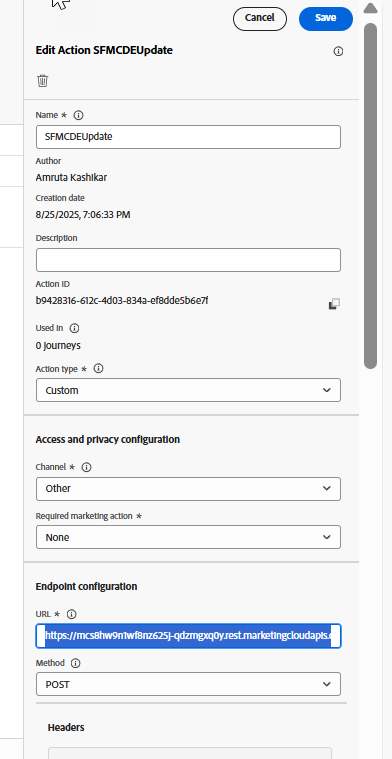 Cancel
Save
Edit Action SFMCDEUpdate
Name *
SFMCDEUpdate
Author
Amruta Kashikar
Creation date
8/25/2025, 7:06:33 PM
Description
Action ID
b9428316-612c-4d03-834a-ef8dde5b6e7f
Used In
0 Journeys
Action type *
Custom
Access and privacy configuration
Channel *
Other
Required marketing action *
None
Endpoint configuration
URL *
https://mcs8hw9n1wf8nz625j-qdzmgxq0y.rest.marketingcloudapis.c
Method
POST
Headers